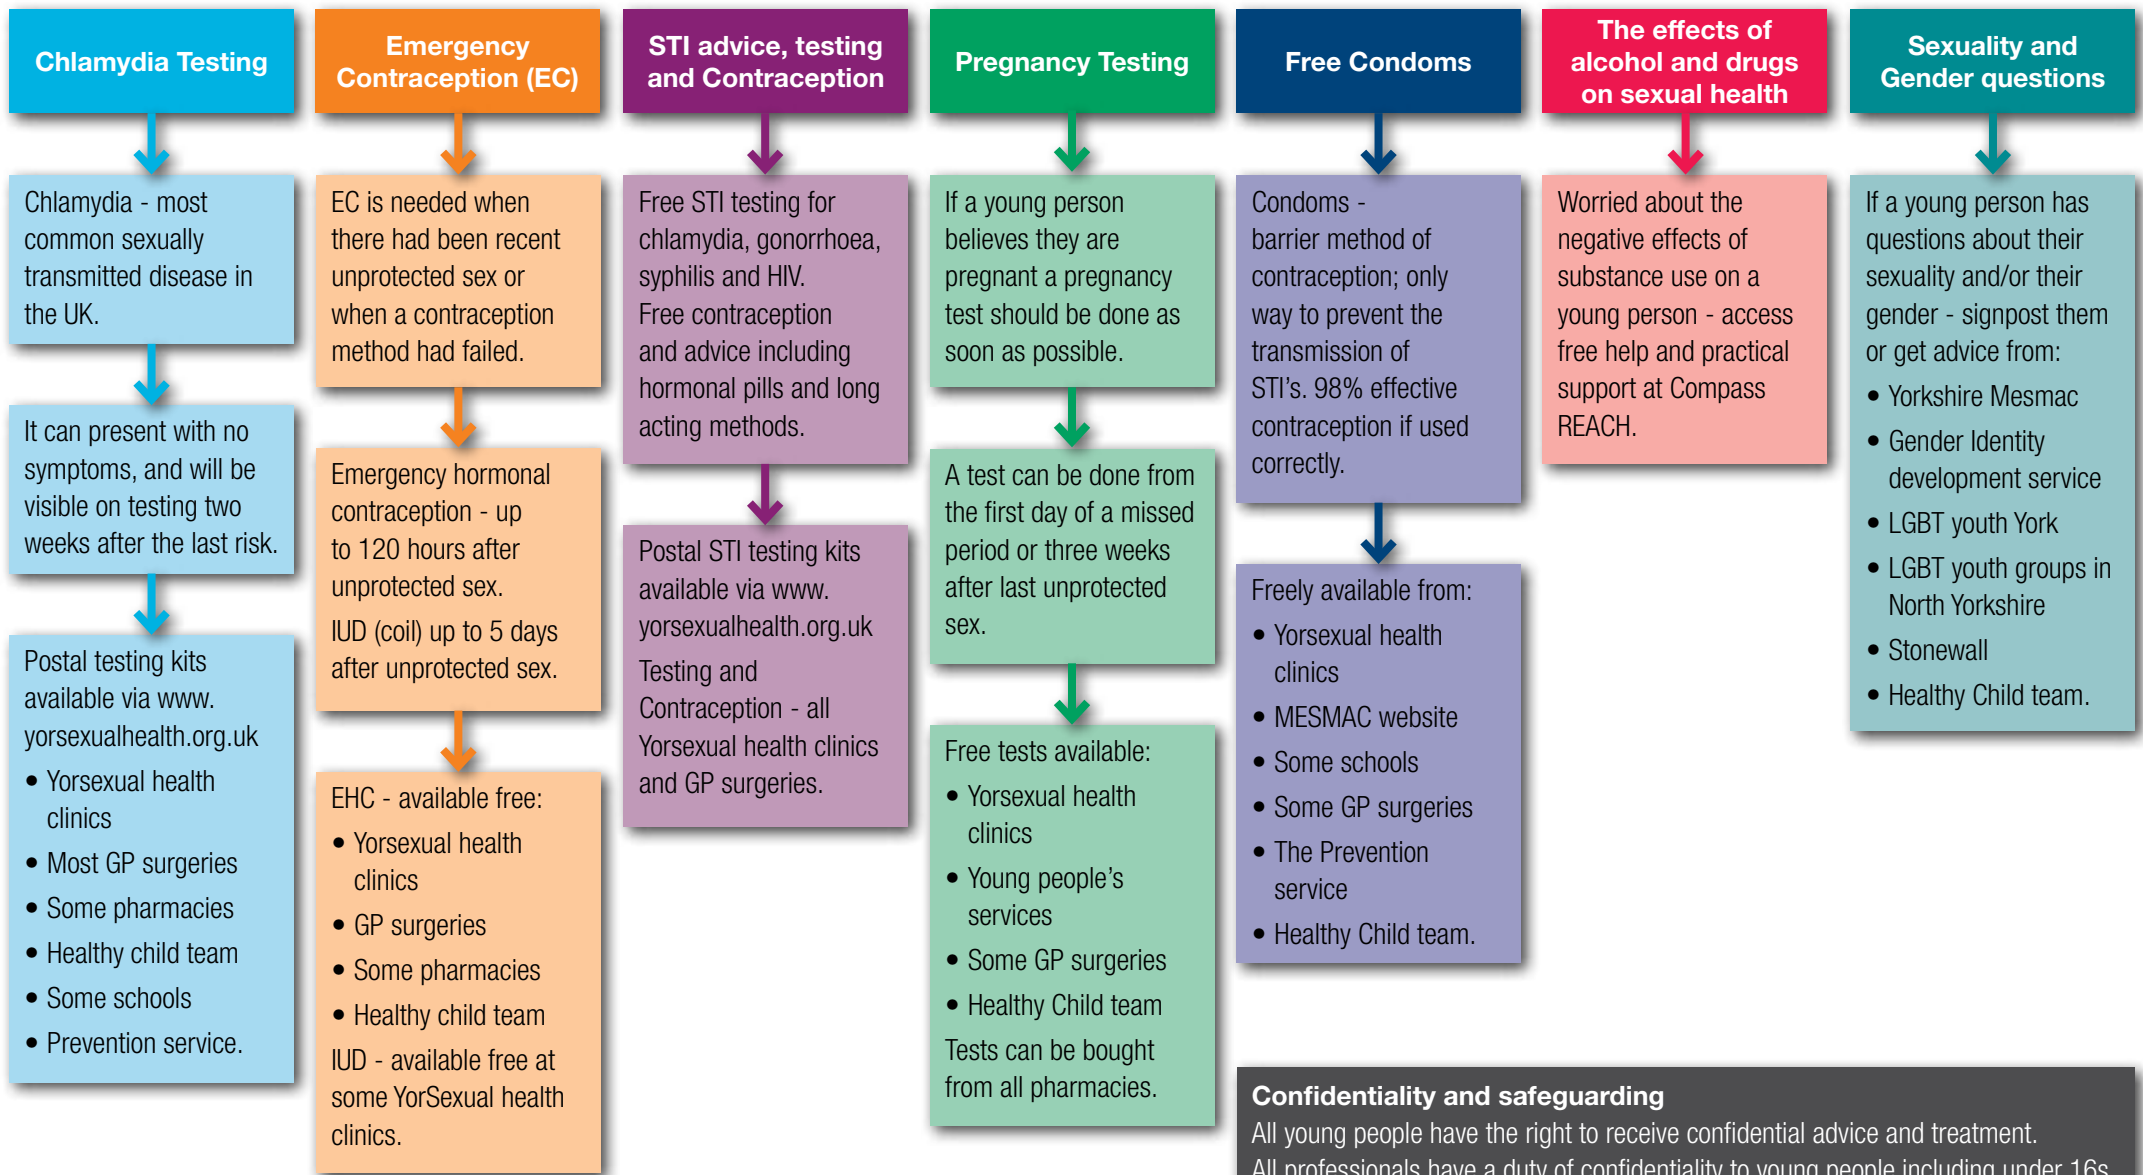 Chlamydia Testing
Chlamydia - most
common sexually
transmitted disease in
the UK.
It can present with no
symptoms, and will be
visible on testing two
weeks after the last risk.
Postal testing kits
available via www.
yorsexualhealth.org.uk
• Yorsexual health
clinics
• Most GP surgeries
• Some pharmacies
• Healthy child team
• Some schools
• Prevention service.
Emergency
Contraception (EC)
EC is needed when
there had been recent
unprotected sex or
when a contraception
method had failed.
Emergency hormonal
contraception - up
to 120 hours after
unprotected sex.
IUD (coil) up to 5 days
after unprotected sex.
EHC - available free:
• Yorsexual health
clinics
• GP surgeries
• Some pharmacies
• Healthy child team
IUD - available free at
some YorSexual health
clinics.
STI advice, testing
and Contraception
Free STI testing for
chlamydia, gonorrhoea,
syphilis and HIV.
Free contraception
and advice including
hormonal pills and long
acting methods.
Postal STI testing kits
available via www.
yorsexualhealth.org.uk
Testing and
Contraception - all
Yorsexual health clinics
and GP surgeries.
Pregnancy Testing
If a young person
believes they are
pregnant a pregnancy
test should be done as
soon as possible.
A test can be done from
the first day of a missed
period or three weeks
after last unprotected
sex.
Free tests available:
• Yorsexual health
clinics
• Young people's
services
• Some GP surgeries
• Healthy Child team
Tests can be bought
from all pharmacies.
Free Condoms
Condoms -
barrier method of
contraception; only
way to prevent the
transmission of
STI's. 98% effective
contraception if used
correctly.
Freely available from:
• Yorsexual health
clinics
• MESMAC website
• Some schools
• Some GP surgeries
• The Prevention
service
• Healthy Child team.
The effects of
alcohol and drugs
on sexual health
Worried about the
negative effects of
substance use on a
young person - access
free help and practical
support at Compass
REACH.
Sexuality and
Gender questions
If a young person has
questions about their
sexuality and/or their
gender - signpost them
or get advice from:
• Yorkshire Mesmac
• Gender Identity
development service
• LGBT youth York
• LGBT youth groups in
North Yorkshire
• Stonewall
• Healthy Child team.
Confidentiality and safeguarding
All young people have the right to receive confidential advice and treatment.
All professionals have a duty of confidentiality to young people including under 16s